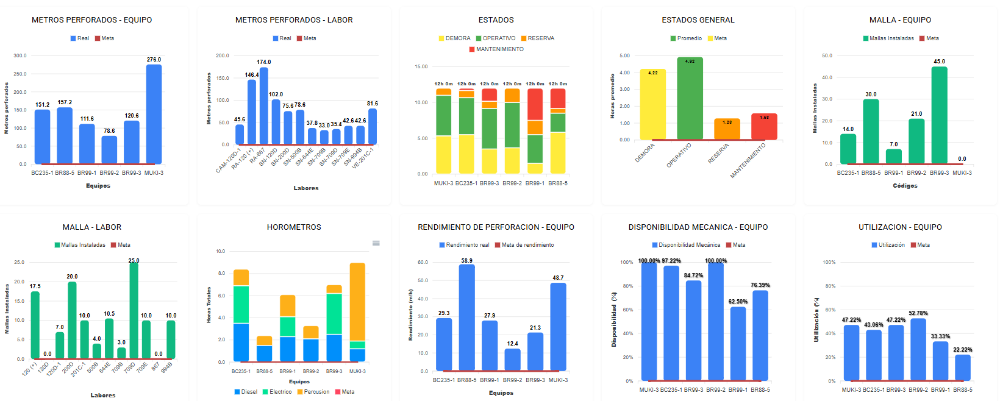 METROS PERFORADOS - EQUIPO
Real Meta
300.0
250.0
200.0
150.0
100.0
50.0
0.0
Metros perforados
151.2
157.2
111.6
78.6
120.6
276.0
BC235-1 BR88-5 BR99-1 BR99-2 BR99-3 MUKI-3
Equipos
METROS PERFORADOS - LABOR
Real Meta
200.0
150.0
100.0
50.0
0.0
Metros perforados
45.6
146.4
174.0
102.0
75.6
78.6
37.8
33.0
35.4
42.6
42.6
81.6
CAM-120D-1
RA-120 (+)
RA-867
SN-120D
SN-200D
SN-500B
SN-644E
SN-709B
SN-709D
SN-709E
SN-994B
VE-201C-1
Labores
ESTADOS
DEMORA OPERATIVO RESERVA
MANTENIMIENTO
15.00
10.00
5.00
0.00
12h 0m 12h 0m 12h 0m 12h 0m 12h 0m 12h 0m
MUKI-3 BC235-1 BR99-3 BR99-2 BR99-1 BR88-5
ESTADOS GENERAL
Promedio Meta
5.00
4.00
3.00
2.00
1.00
0.00
Horas promedio
4.22
4.92
1.28
1.58
DEMORA
OPERATIVO
RESERVA
MANTENIMIENTO
MALLA - EQUIPO
Mallas Instaladas Meta
50.0
40.0
30.0
20.0
10.0
0.0
Mallas Instaladas
14.0
30.0
7.0
21.0
45.0
0.0
BC235-1 BR88-5 BR99-1 BR99-2 BR99-3 MUKI-3
Códigos
MALLA - LABOR
Mallas Instaladas Meta
25.0
20.0
15.0
10.0
5.0
0.0
Mallas Instaladas
17.5
0.0
7.0
20.0
10.0
4.0
10.5
3.0
25.0
10.0
0.0
10.0
120 (+)
120D
120D-1
200D
201C-1
500B
644E
709B
709D
709E
867
994B
Labores
HOROMETROS
10.0
8.0
6.0
4.0
2.0
0.0
Horas Totales
BC235-1 BR88-5 BR99-1 BR99-2 BR99-3 MUKI-3
Equipos
Diesel Electrico Percusion Meta
RENDIMIENTO DE PERFORACION - EQUIPO
Rendimiento real Meta de rendimiento
60.0
50.0
40.0
30.0
20.0
10.0
0.0
Rendimiento (m/h)
29.3
58.9
27.9
12.4
21.3
48.7
BC235-1 BR88-5 BR99-1 BR99-2 BR99-3 MUKI-3
Equipos
DISPONIBILIDAD MECANICA - EQUIPO
Disponibilidad Mecánica Meta
100%
80%
60%
40%
20%
0%
Disponibilidad (%)
100.00%
97.22%
84.72%
100.00%
62.50%
76.39%
MUKI-3 BC235-1 BR99-3 BR99-2 BR99-1 BR88-5
UTILIZACION - EQUIPO
Utilización Meta
100%
80%
60%
40%
20%
0%
Utilización (%)
47.22%
43.06%
47.22%
52.78%
33.33%
22.22%
MUKI-3 BC235-1 BR99-3 BR99-2 BR99-1 BR88-5